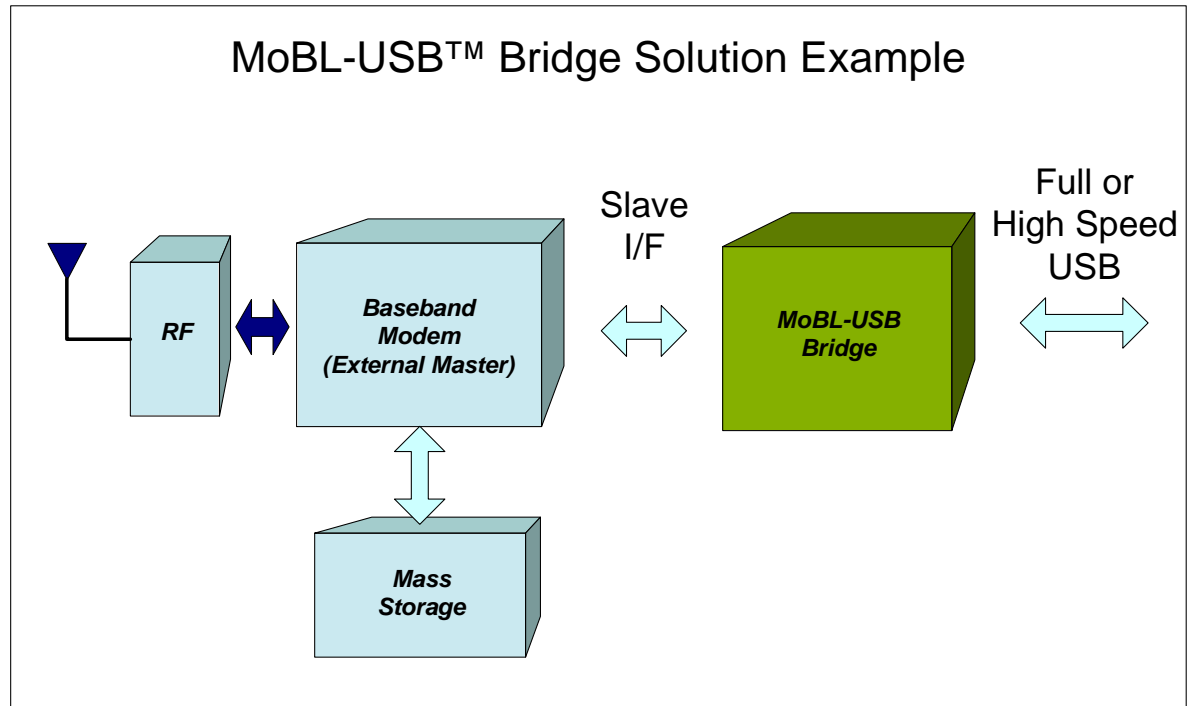 MoBL-USB™ Bridge Solution Example
Slave
I/F
Full or
High Speed
USB
RF
Baseband
Modem
(External Master)
MoBL-USB
Bridge
Mass
Storage